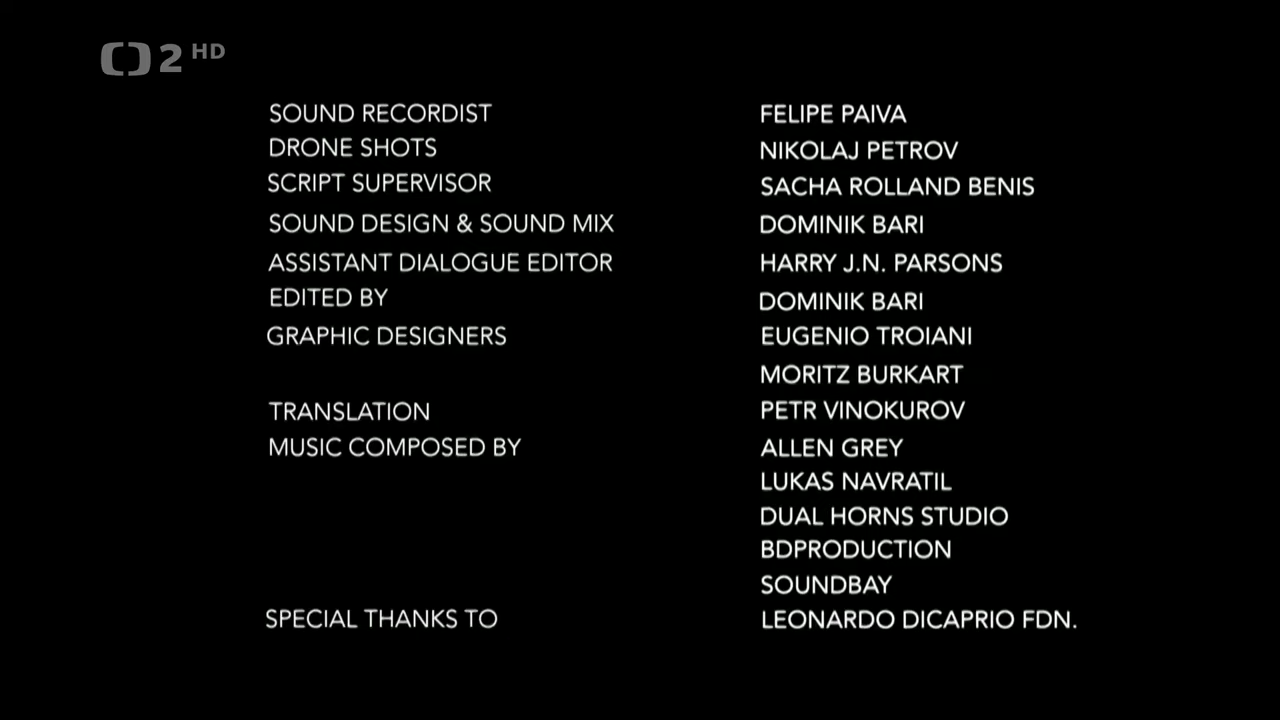 2 HD
SOUND RECORDIST FELIPE PAIVA
DRONE SHOTS NIKOLAJ PETROV
SCRIPT SUPERVISOR SACHA ROLLAND BENIS
SOUND DESIGN & SOUND MIX DOMINIK BARI
ASSISTANT DIALOGUE EDITOR HARRY J.N. PARSONS
EDITED BY DOMINIK BARI
GRAPHIC DESIGNERS EUGENIO TROIANI
MORITZ BURKART
TRANSLATION PETR VINOKUROV
MUSIC COMPOSED BY ALLEN GREY
LUKAS NAVRATIL
DUAL HORNS STUDIO
BDPRODUCTION
SOUNDBAY
SPECIAL THANKS TO LEONARDO DICAPRIO FDN.